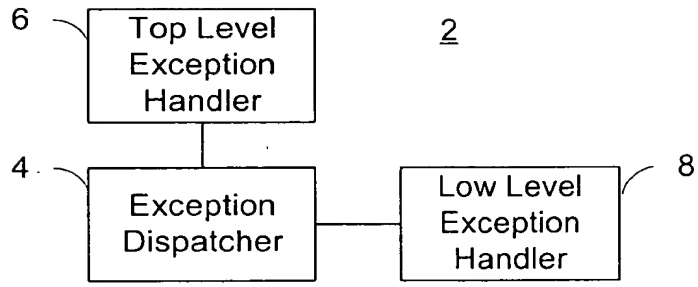 6
Top Level
Exception
Handler
2
4
Exception
Dispatcher
Low Level
Exception
Handler
8